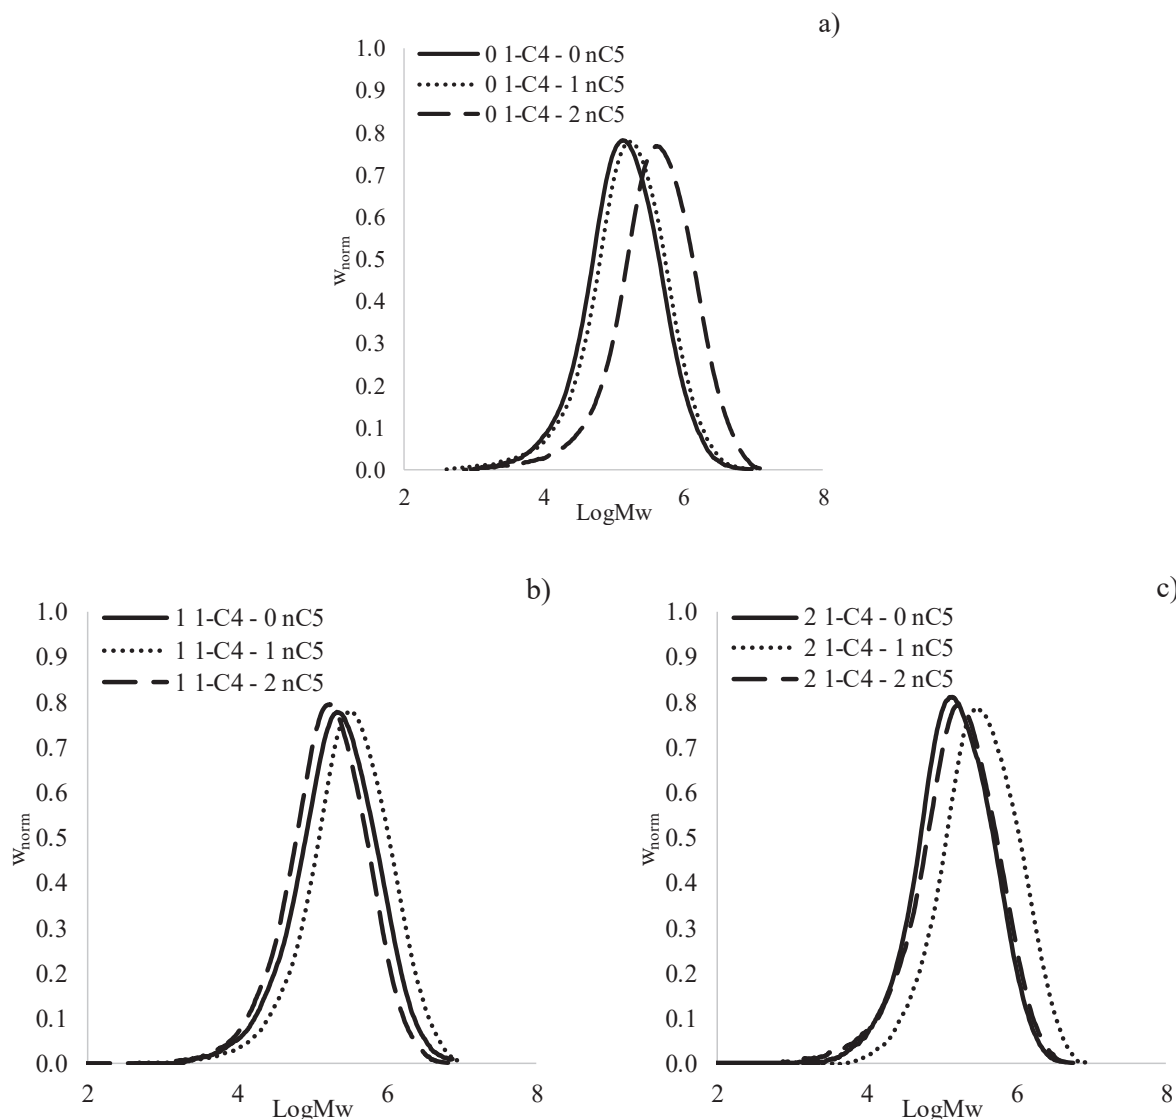 a)
0 1-C4 - 0 nC5
0 1-C4 - 1 nC5
0 1-C4 - 2 nC5
1.0
0.9
0.8
0.7
0.6
0.5
0.4
0.3
0.2
0.1
0.0
Wnorm
2 4 6 8
LogMw
b)
1 1-C4 - 0 nC5
1 1-C4 - 1 nC5
1 1-C4 - 2 nC5
1.0
0.9
0.8
0.7
0.6
0.5
0.4
0.3
0.2
0.1
0.0
Wnorm
2 4 6 8
LogMw
c)
2 1-C4 - 0 nC5
2 1-C4 - 1 nC5
2 1-C4 - 2 nC5
1.0
0.9
0.8
0.7
0.6
0.5
0.4
0.3
0.2
0.1
0.0
Wnorm
2 4 6 8
LogMw